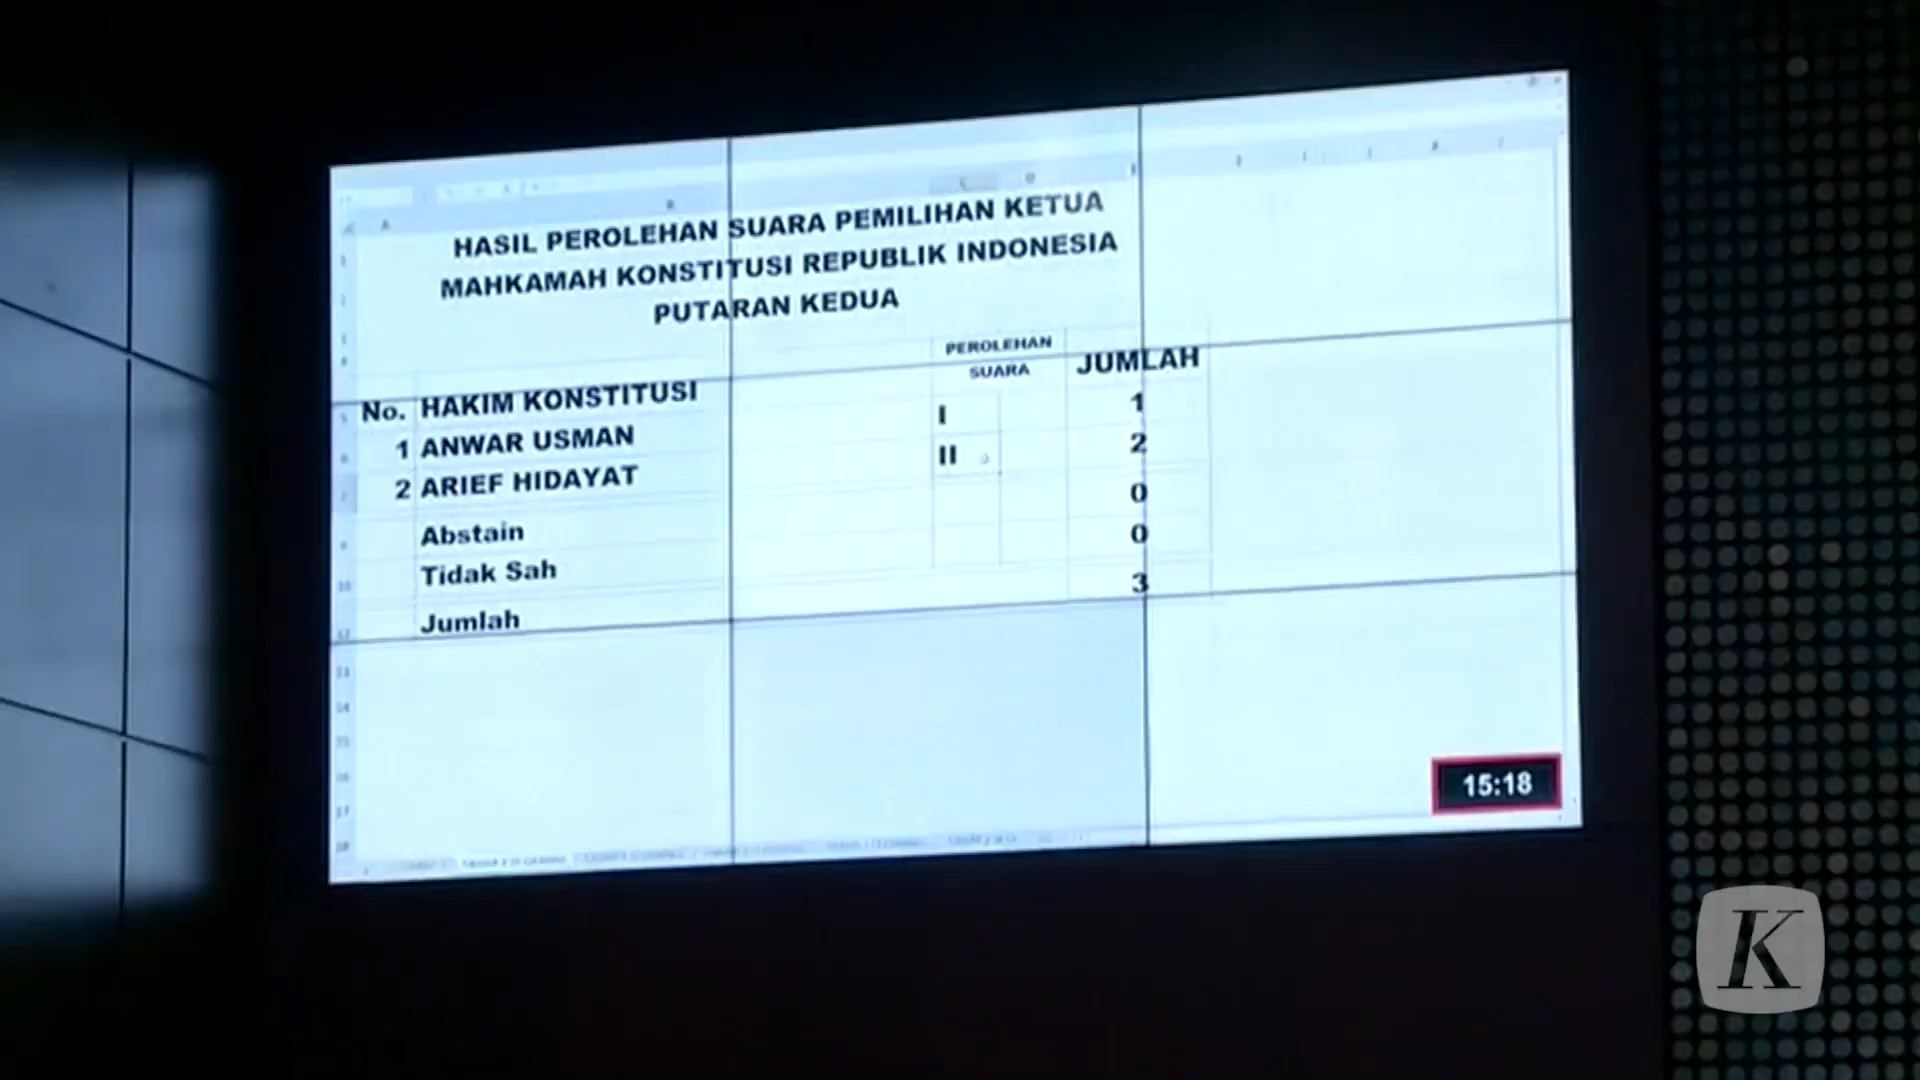 HASIL PEROLEHAN SUARA PEMILIHAN KETUA
MAHKAMAH KONSTITUSI REPUBLIK INDONESIA
PUTARAN KEDUA
No. HAKIM KONSTITUSI PEROLEHAN SUARA JUMLAH
1 ANWAR USMAN I 1
2 ARIEF HIDAYAT II 2
Abstain 0
Tidak Sah 0
Jumlah 3
15:18
K